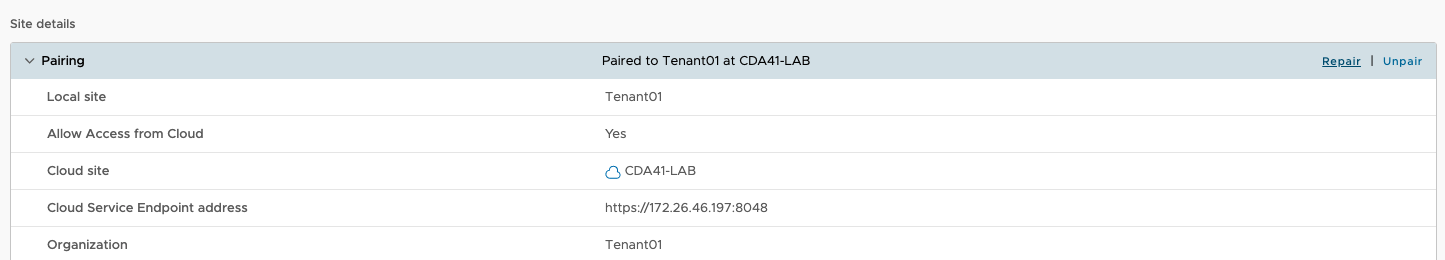 Site details
Pairing Paired to Tenant01 at CDA41-LAB Repair | Unpair
Local site Tenant01
Allow Access from Cloud Yes
Cloud site CDA41-LAB
Cloud Service Endpoint address https://172.26.46.197:8048
Organization Tenant01